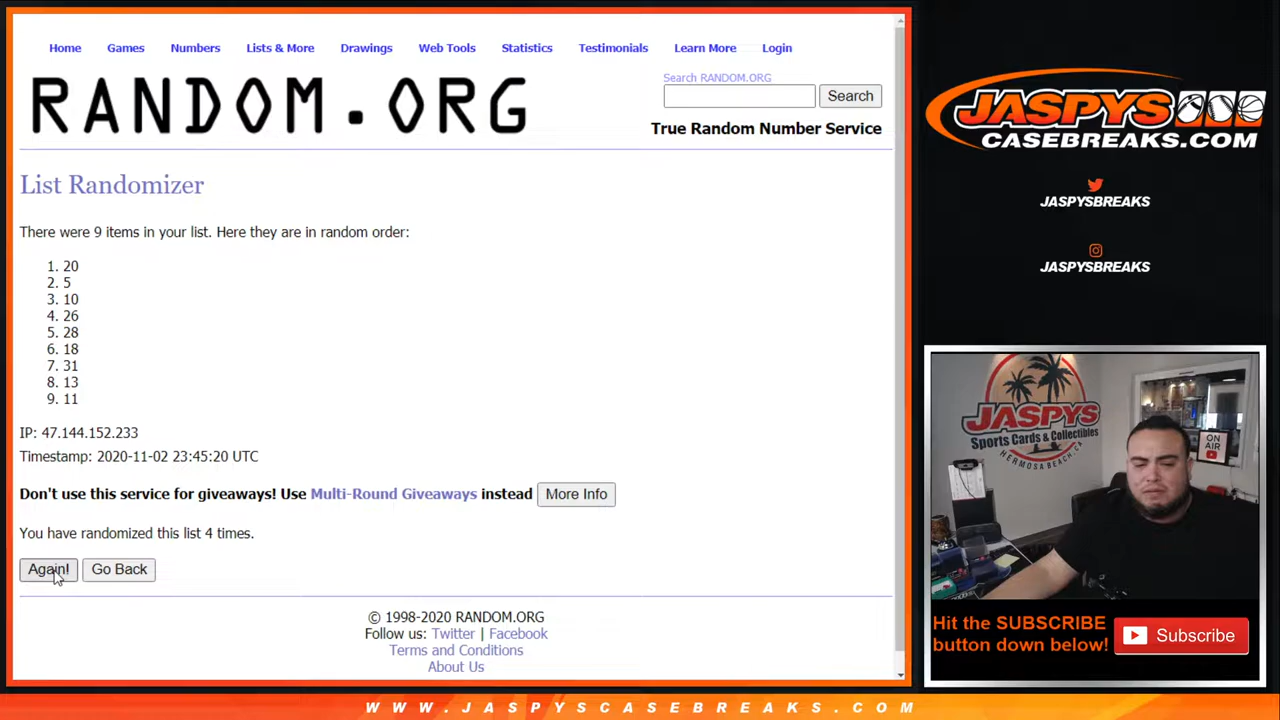 Home Games Numbers Lists & More Drawings Web Tools Statistics Testimonials Learn More Login
RANDOM.ORG
Search RANDOM.ORG
Search
True Random Number Service
List Randomizer
There were 9 items in your list. Here they are in random order:
1. 20
2. 5
3. 10
4. 26
5. 28
6. 18
7. 31
8. 13
9. 11
IP: 47.144.152.233
Timestamp: 2020-11-02 23:45:20 UTC
Don't use this service for giveaways! Use Multi-Round Giveaways instead More Info
You have randomized this list 4 times.
Again! Go Back
© 1998-2020 RANDOM.ORG
Follow us: Twitter | Facebook
Terms and Conditions
About Us
JASPYS
CASEBREAKS.COM
JASPYSBREAKS
JASPYSBREAKS
JASPYS
Sports Cards & Collectibles
HERMOSA BEACH, CA
ON
AIR
Hit the SUBSCRIBE
button down below!
Subscribe
WWW.JASPYSCASEBREAKS.COM